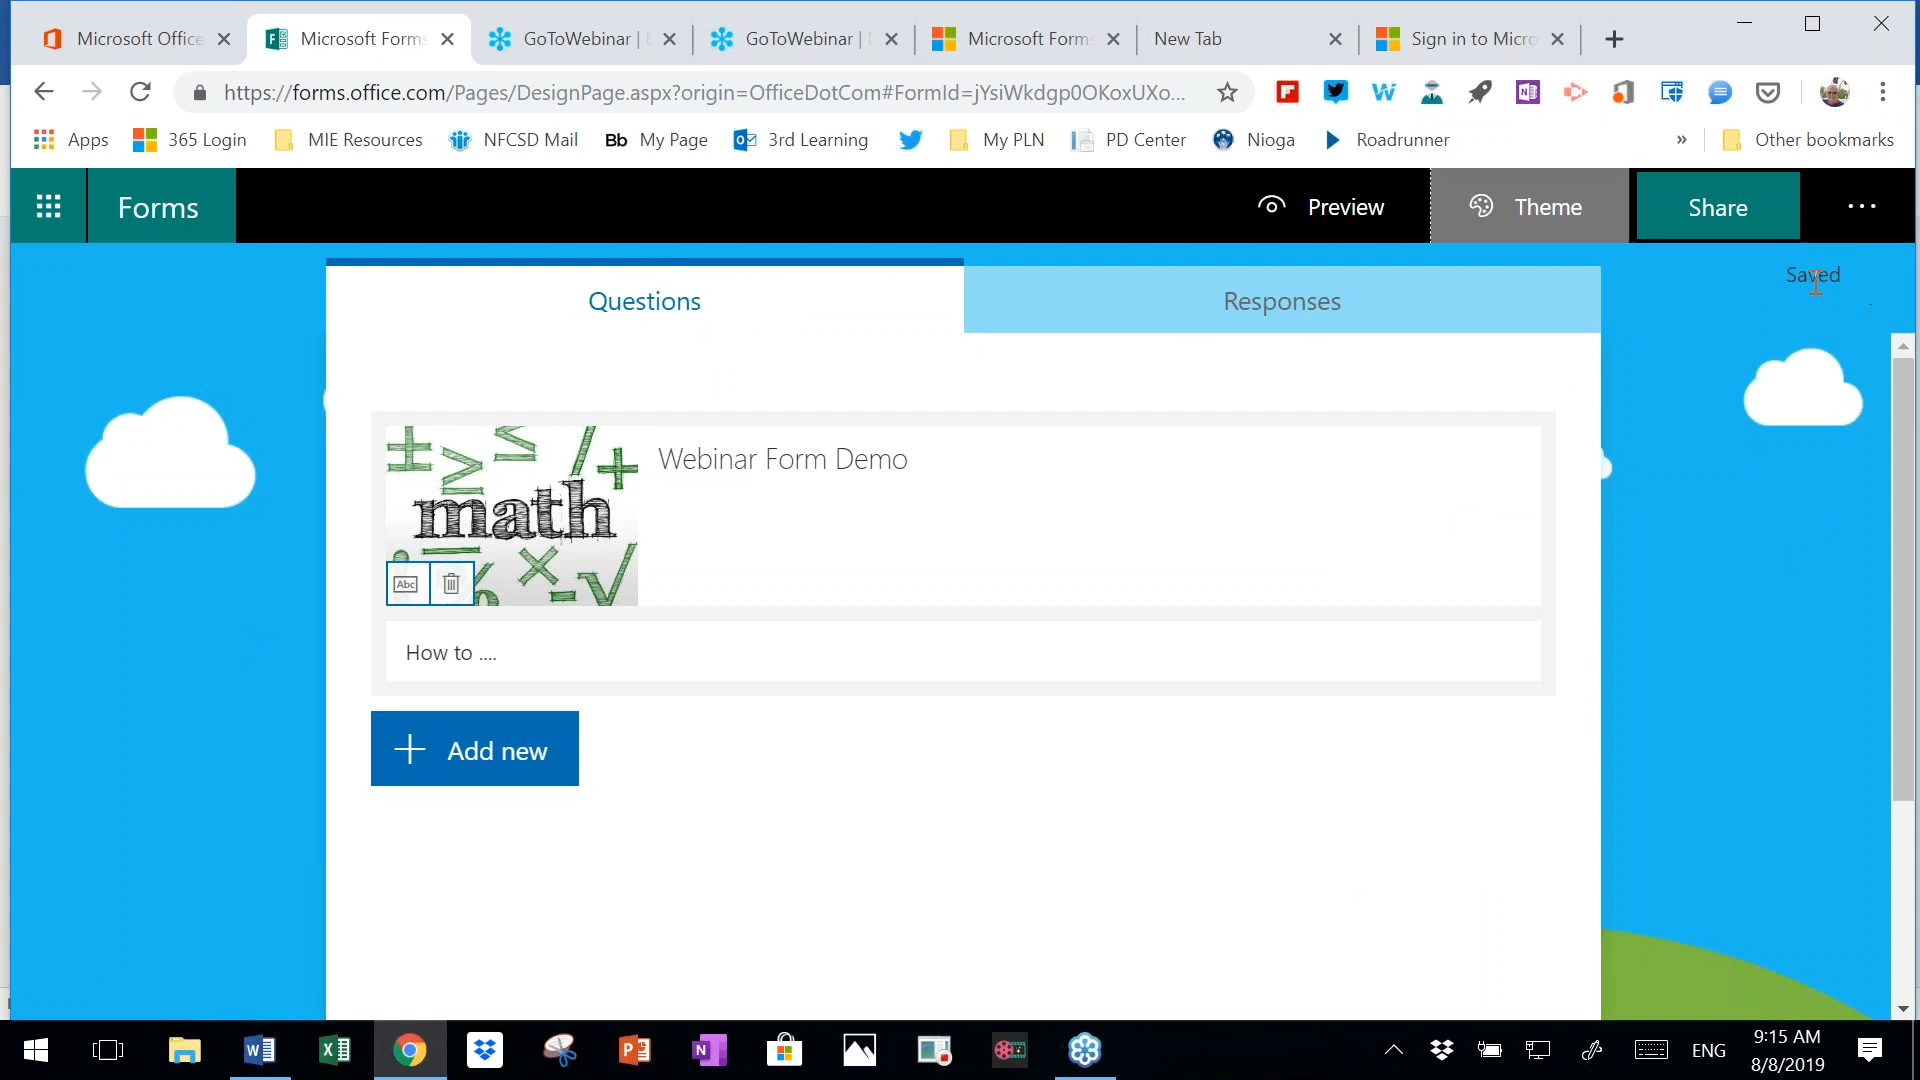 Microsoft Office
Microsoft Forms
GoToWebinar |
GoToWebinar |
Microsoft Forms
New Tab
Sign in to Micro
https://forms.office.com/Pages/DesignPage.aspx?origin=OfficeDotCom#FormId=jYsiWkdgp0OKoxUXo...
W
N
Apps
365 Login
MIE Resources
NFCSD Mail
Bb My Page
3rd Learning
My PLN
PD Center
Nioga
Roadrunner
»
Other bookmarks
Forms
Preview
Theme
Share
...
Saved
Questions
Responses
math
Abc
Webinar Form Demo
How to ....
+ Add new
ENG
9:15 AM
8/8/2019